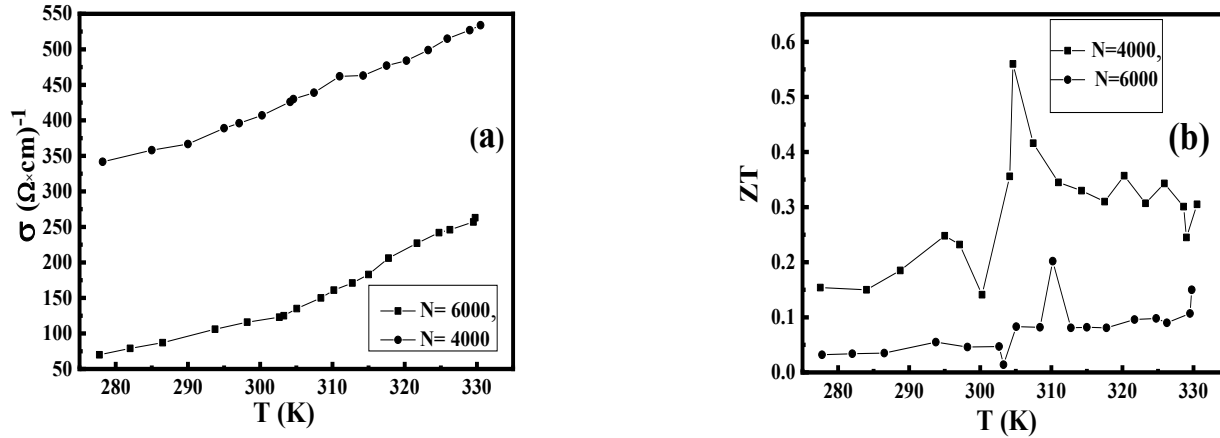 550
500
450
400
350
300
250
200
150
100
50
σ (Ω×cm)⁻¹
(a)
N= 6000,
N= 4000
280 290 300 310 320 330
T (K)
0.6
0.5
0.4
0.3
0.2
0.1
0.0
ZT
N=4000,
N=6000
(b)
280 290 300 310 320 330
T (K)